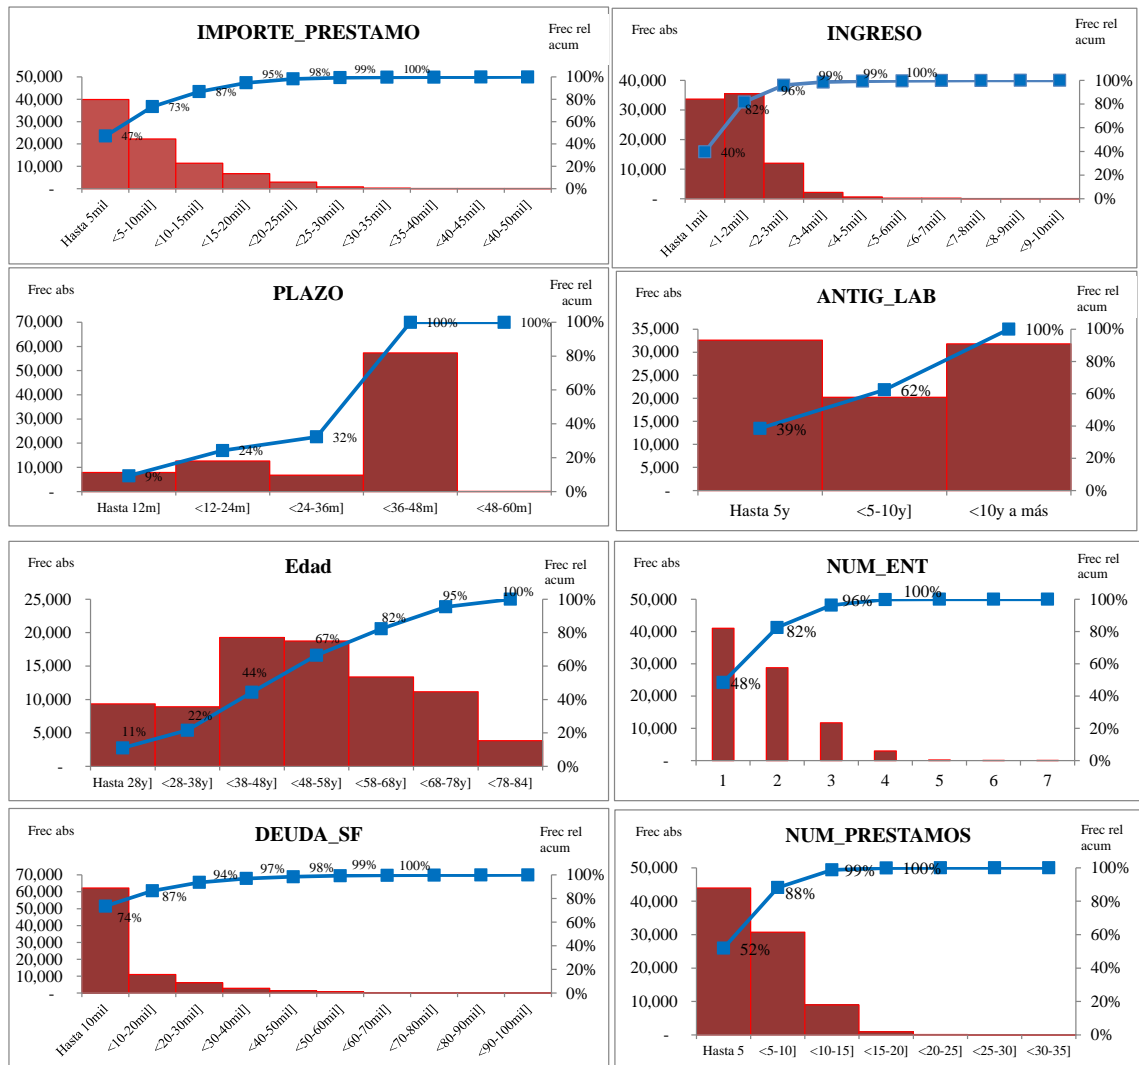 IMPORTE_PRESTAMO
Frec rel
acum
50,000
40,000
30,000
20,000
10,000
-
47%
73%
87%
95%
98%
99%
100%
100%
80%
60%
40%
20%
0%
Hasta 5mil
<5-10mil]
<10-15mil]
<15-20mil]
<20-25mil]
<25-30mil]
<30-35mil]
<35-40mil]
<40-45mil]
<40-50mil]
Frec abs
INGRESO
Frec rel
acum
40,000
30,000
20,000
10,000
-
40%
82%
96%
99%
99%
100%
100%
80%
60%
40%
20%
0%
Hasta 1mil
<1-2mil]
<2-3mil]
<3-4mil]
<4-5mil]
<5-6mil]
<6-7mil]
<7-8mil]
<8-9mil]
<9-10mil]
Frec abs
PLAZO
Frec rel
acum
70,000
60,000
50,000
40,000
30,000
20,000
10,000
-
9%
24%
32%
100%
100%
100%
80%
60%
40%
20%
0%
Hasta 12m]
<12-24m]
<24-36m]
<36-48m]
<48-60m]
Frec abs
ANTIG_LAB
Frec rel
acum
35,000
30,000
25,000
20,000
15,000
10,000
5,000
-
39%
62%
100%
100%
80%
60%
40%
20%
0%
Hasta 5y
<5-10y]
<10y a más
Frec abs
Edad
Frec rel
acum
25,000
20,000
15,000
10,000
5,000
-
11%
22%
44%
67%
82%
95%
100%
100%
80%
60%
40%
20%
0%
Hasta 28y]
<28-38y]
<38-48y]
<48-58y]
<58-68y]
<68-78y]
<78-84]
Frec abs
NUM_ENT
Frec rel
acum
50,000
40,000
30,000
20,000
10,000
-
48%
82%
96%
100%
100%
80%
60%
40%
20%
0%
1
2
3
4
5
6
7
Frec abs
DEUDA_SF
Frec rel
acum
70,000
60,000
50,000
40,000
30,000
20,000
10,000
-
74%
87%
94%
97%
98%
99%
100%
100%
80%
60%
40%
20%
0%
Hasta 10mil
<10-20mil]
<20-30mil]
<30-40mil]
<40-50mil]
<50-60mil]
<60-70mil]
<70-80mil]
<80-90mil]
<90-100mil]
Frec abs
NUM_PRESTAMOS
Frec rel
acum
50,000
40,000
30,000
20,000
10,000
-
52%
88%
99%
100%
100%
80%
60%
40%
20%
0%
Hasta 5
<5-10]
<10-15]
<15-20]
<20-25]
<25-30]
<30-35]